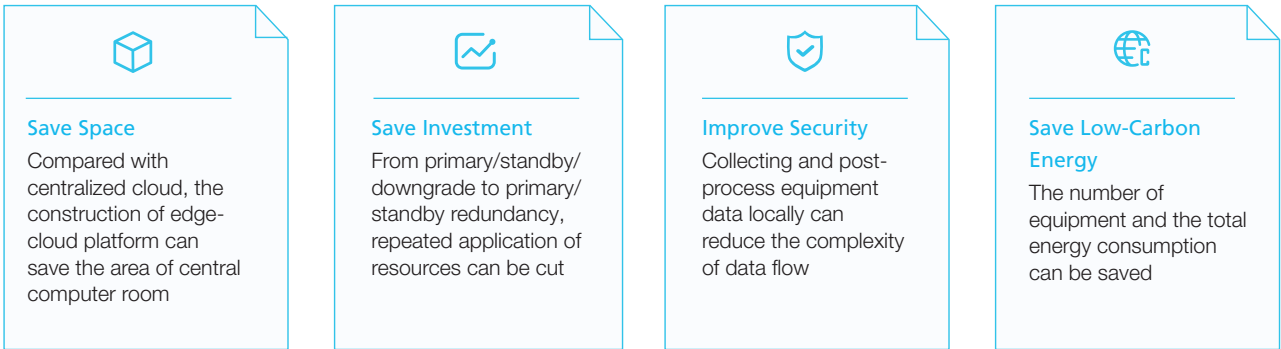 Save Space
Compared with
centralized cloud, the
construction of edge-
cloud platform can
save the area of central
computer room
Save Investment
From primary/standby/
downgrade to primary/
standby redundancy,
repeated application of
resources can be cut
Improve Security
Collecting and post-
process equipment
data locally can
reduce the complexity
of data flow
C
Save Low-Carbon
Energy
The number of
equipment and the total
energy consumption
can be saved